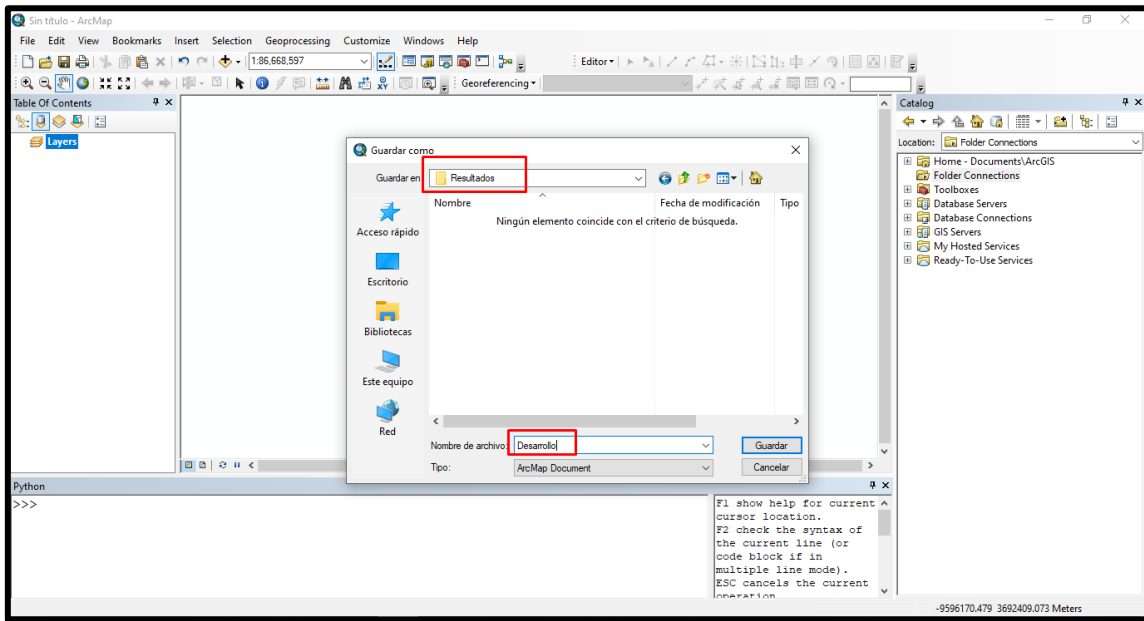 Sin título - ArcMap
File Edit View Bookmarks Insert Selection Geoprocessing Customize Windows Help
1:86,668,597
Editor
Georeferencing
Table Of Contents
Layers
Guardar como
Guardar en
Resultados
Nombre Fecha de modificación Tipo
Ningún elemento coincide con el criterio de búsqueda.
Acceso rápido
Escritorio
Bibliotecas
Este equipo
Red
Nombre de archivo: Desarrollo
Guardar
Tipo: ArcMap Document
Cancelar
Catalog
Location: Folder Connections
Home - Documents\ArcGIS
Folder Connections
Toolboxes
Database Servers
Database Connections
GIS Servers
My Hosted Services
Ready-To-Use Services
Python
>>>
F1 show help for current
cursor location.
F2 check the syntax of
the current line (or
code block if in
multiple line mode).
ESC cancels the current
operation
-9596170.479 3692409.073 Meters